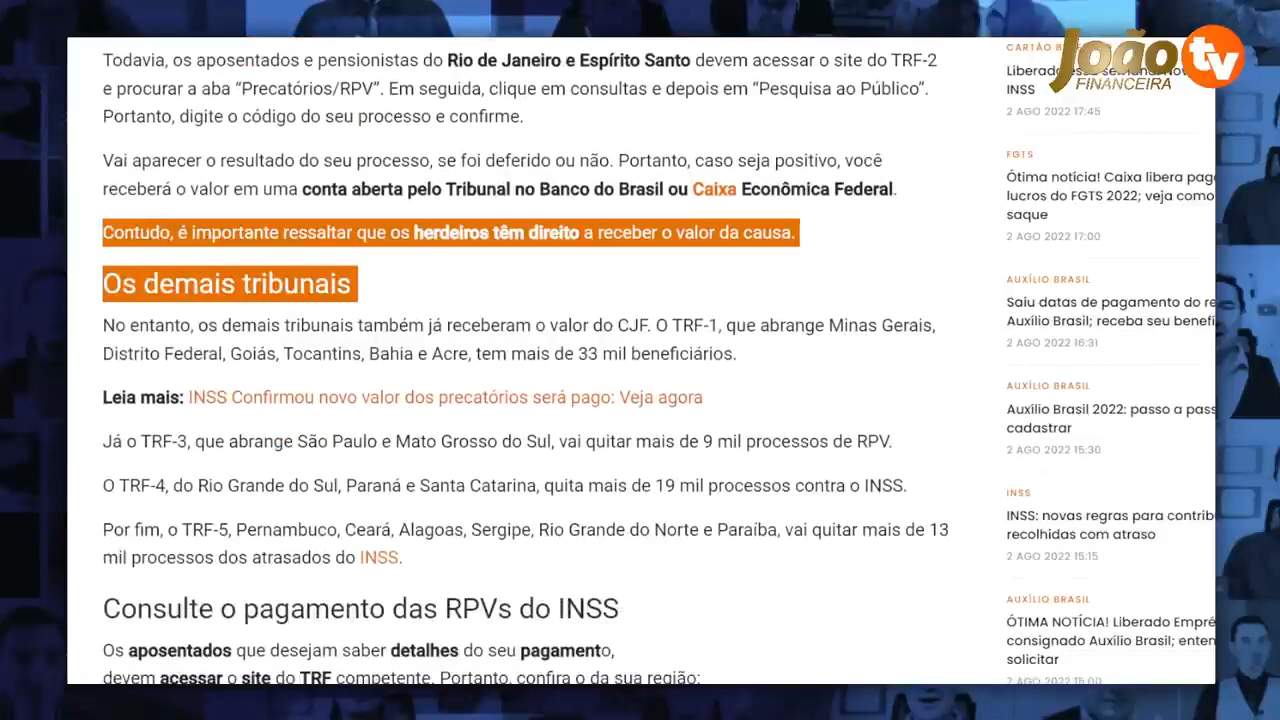 Todavia, os aposentados e pensionistas do Rio de Janeiro e Espírito Santo devem acessar o site do TRF-2
e procurar a aba “Precatórios/RPV”. Em seguida, clique em consultas e depois em “Pesquisa ao Público”.
Portanto, digite o código do seu processo e confirme.
Vai aparecer o resultado do seu processo, se foi deferido ou não. Portanto, caso seja positivo, você
receberá o valor em uma conta aberta pelo Tribunal no Banco do Brasil ou Caixa Econômica Federal.
Contudo, é importante ressaltar que os herdeiros têm direito a receber o valor da causa.
Os demais tribunais
No entanto, os demais tribunais também já receberam o valor do CJF. O TRF-1, que abrange Minas Gerais,
Distrito Federal, Goiás, Tocantins, Bahia e Acre, tem mais de 33 mil beneficiários.
Leia mais: INSS Confirmou novo valor dos precatórios será pago: Veja agora
Já o TRF-3, que abrange São Paulo e Mato Grosso do Sul, vai quitar mais de 9 mil processos de RPV.
O TRF-4, do Rio Grande do Sul, Paraná e Santa Catarina, quita mais de 19 mil processos contra o INSS.
Por fim, o TRF-5, Pernambuco, Ceará, Alagoas, Sergipe, Rio Grande do Norte e Paraíba, vai quitar mais de 13
mil processos dos atrasados do INSS.
Consulte o pagamento das RPVs do INSS
Os aposentados que desejam saber detalhes do seu pagamento,
devem acessar o site do TRF competente. Portanto, confira o da sua região:
João tv
FINANCEIRA
CARTÃO
Liberado
INSS
2 AGO 2022 17:45
FGTS
Ótima notícia! Caixa libera pag
lucros do FGTS 2022; veja como
saque
2 AGO 2022 17:00
AUXÍLIO BRASIL
Saiu datas de pagamento do re
Auxílio Brasil; receba seu benefí
2 AGO 2022 16:31
AUXÍLIO BRASIL
Auxílio Brasil 2022: passo a pass
cadastrar
2 AGO 2022 15:30
INSS
INSS: novas regras para contrib
recolhidas com atraso
2 AGO 2022 15:15
AUXÍLIO BRASIL
ÓTIMA NOTÍCIA! Liberado Empré
consignado Auxílio Brasil; enten
solicitar
2 AGO 2022 15:00